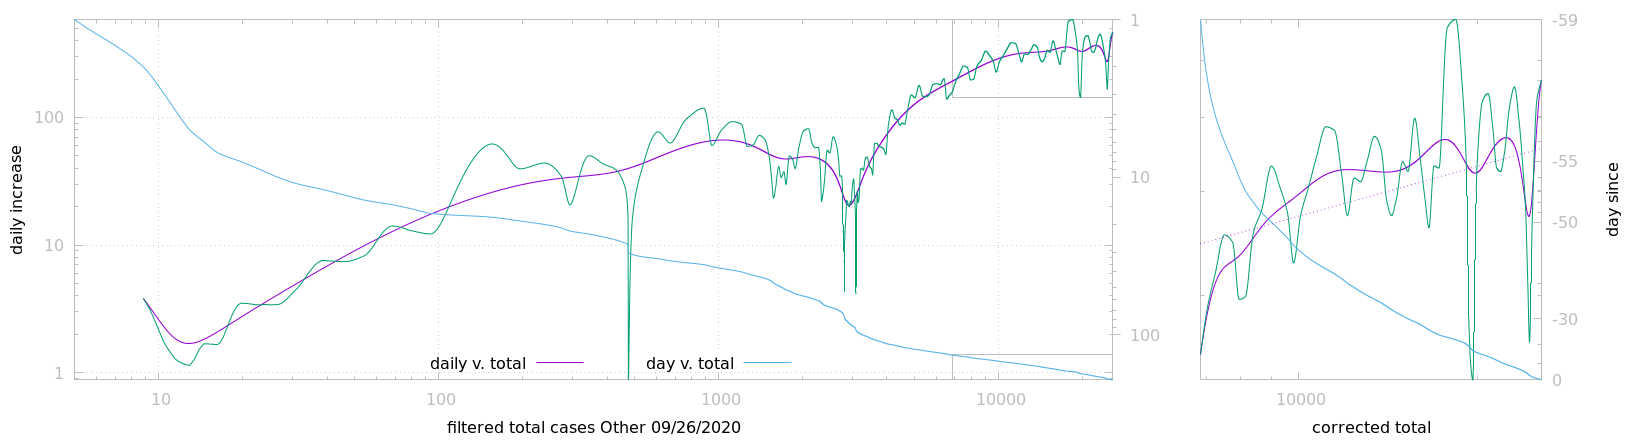 daily increase
100
10
1
10
100
1000
10000
1
10
100
daily v. total
day v. total
filtered total cases Other 09/26/2020
10000
corrected total
-59
-55
-50
-30
0
day since